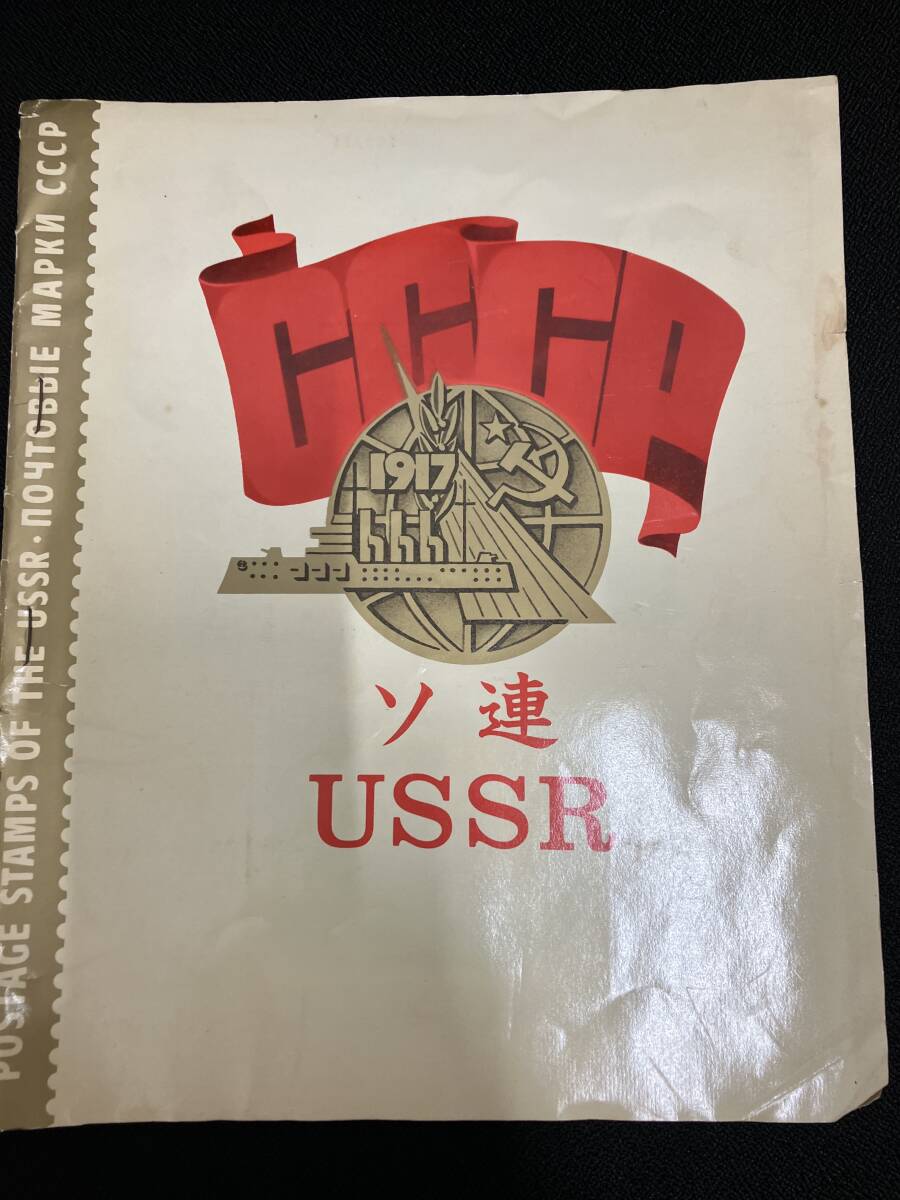 POSTAGE STAMPS OF THE USSR · ПОЧТОВЫЕ МАРКИ СССР
СССР
1917
ソ連
USSR